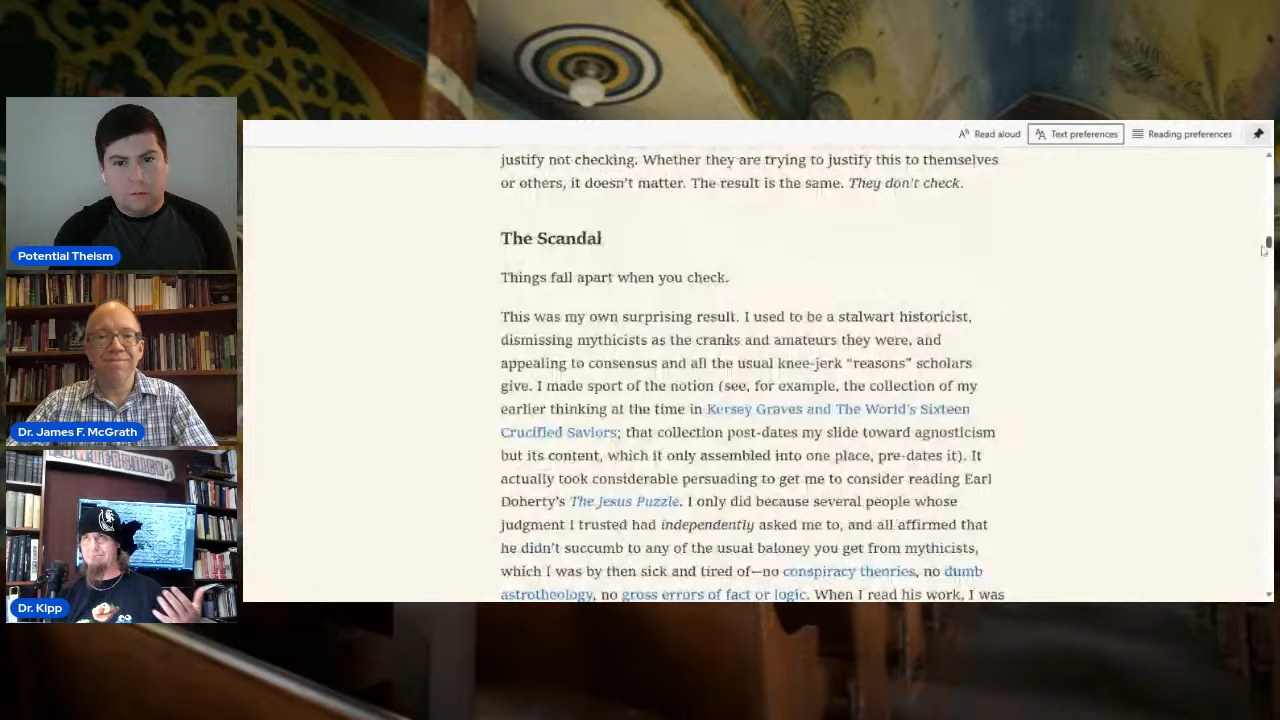 Read aloud
Text preferences
Reading preferences
justify not checking. Whether they are trying to justify this to themselves
or others, it doesn’t matter. The result is the same. They don’t check.
The Scandal
Things fall apart when you check.
This was my own surprising result. I used to be a stalwart historicist,
dismissing mythicists as the cranks and amateurs they were, and
appealing to consensus and all the usual knee-jerk “reasons” scholars
give. I made sport of the notion (see, for example, the collection of my
earlier thinking at the time in Kersey Graves and The World’s Sixteen
Crucified Saviors; that collection post-dates my slide toward agnosticism
but its content, which it only assembled into one place, pre-dates it). It
actually took considerable persuading to get me to consider reading Earl
Doherty’s The Jesus Puzzle. I only did because several people whose
judgment I trusted had independently asked me to, and all affirmed that
he didn’t succumb to any of the usual baloney you get from mythicists,
which I was by then sick and tired of—no conspiracy theories, no dumb
astrotheology, no gross errors of fact or logic. When I read his work, I was
Potential Theism
Dr. James F. McGrath
Dr. Kipp